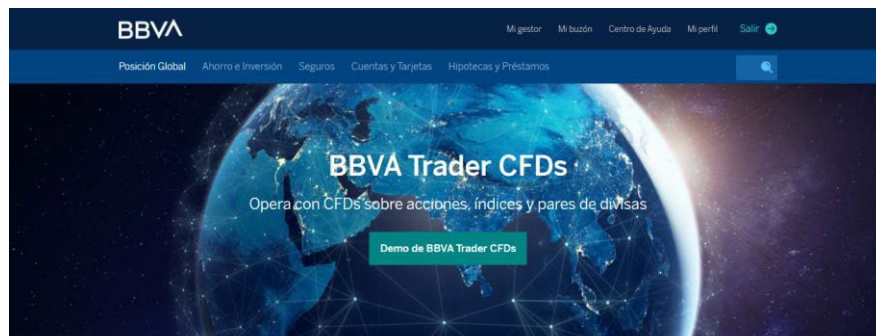 BBVA
Mi gestor Mi buzón Centro de Ayuda Mi perfil Salir
Posición Global Ahorro e Inversión Seguros Cuentas y Tarjetas Hipotecas y Préstamos
BBVA Trader CFDs
Opera con CFDs sobre acciones, índices y pares de divisas
Demo de BBVA Trader CFDs